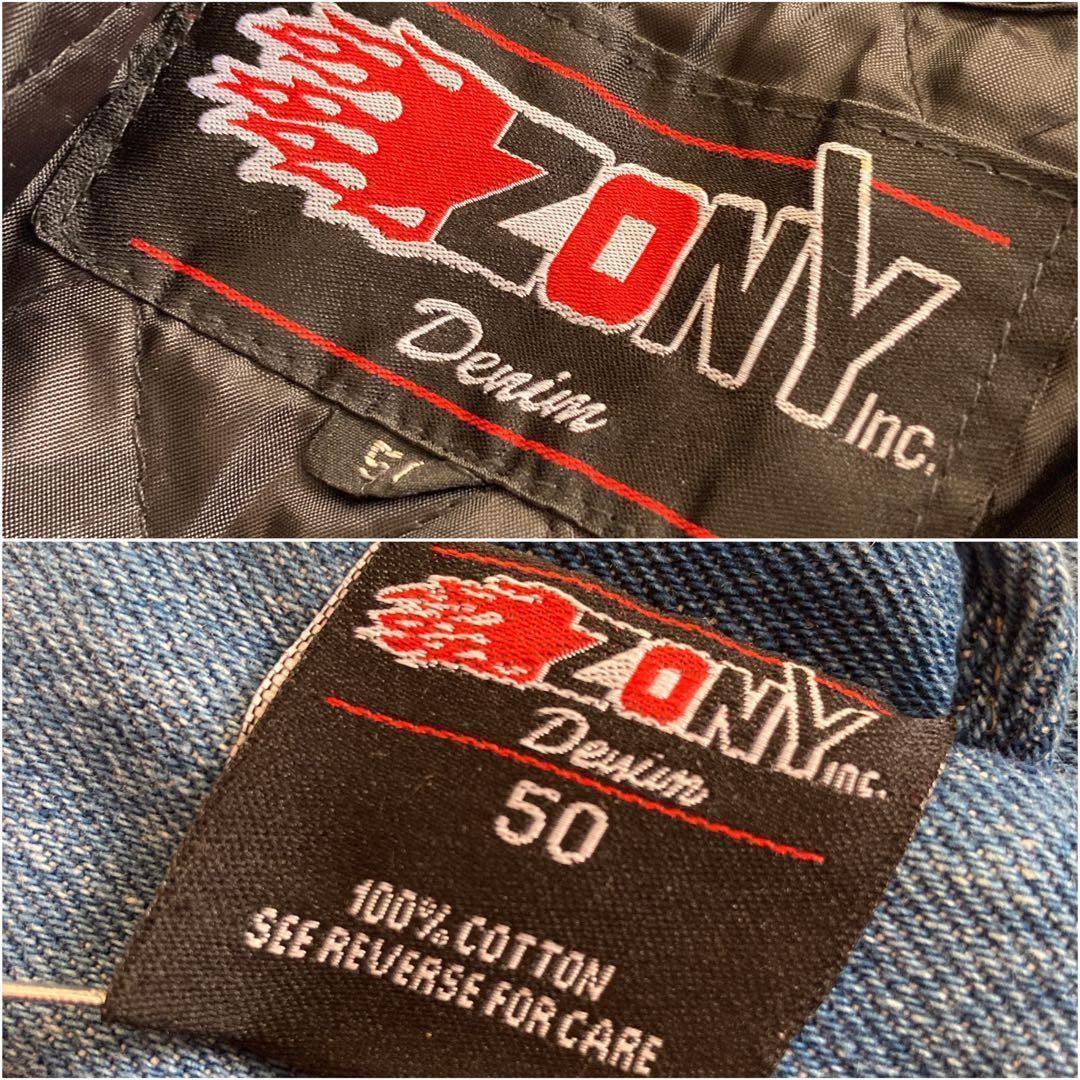 ZONY
Inc.
Denim
ZONY
Inc.
Denim
50
100% COTTON
SEE REVERSE FOR CARE